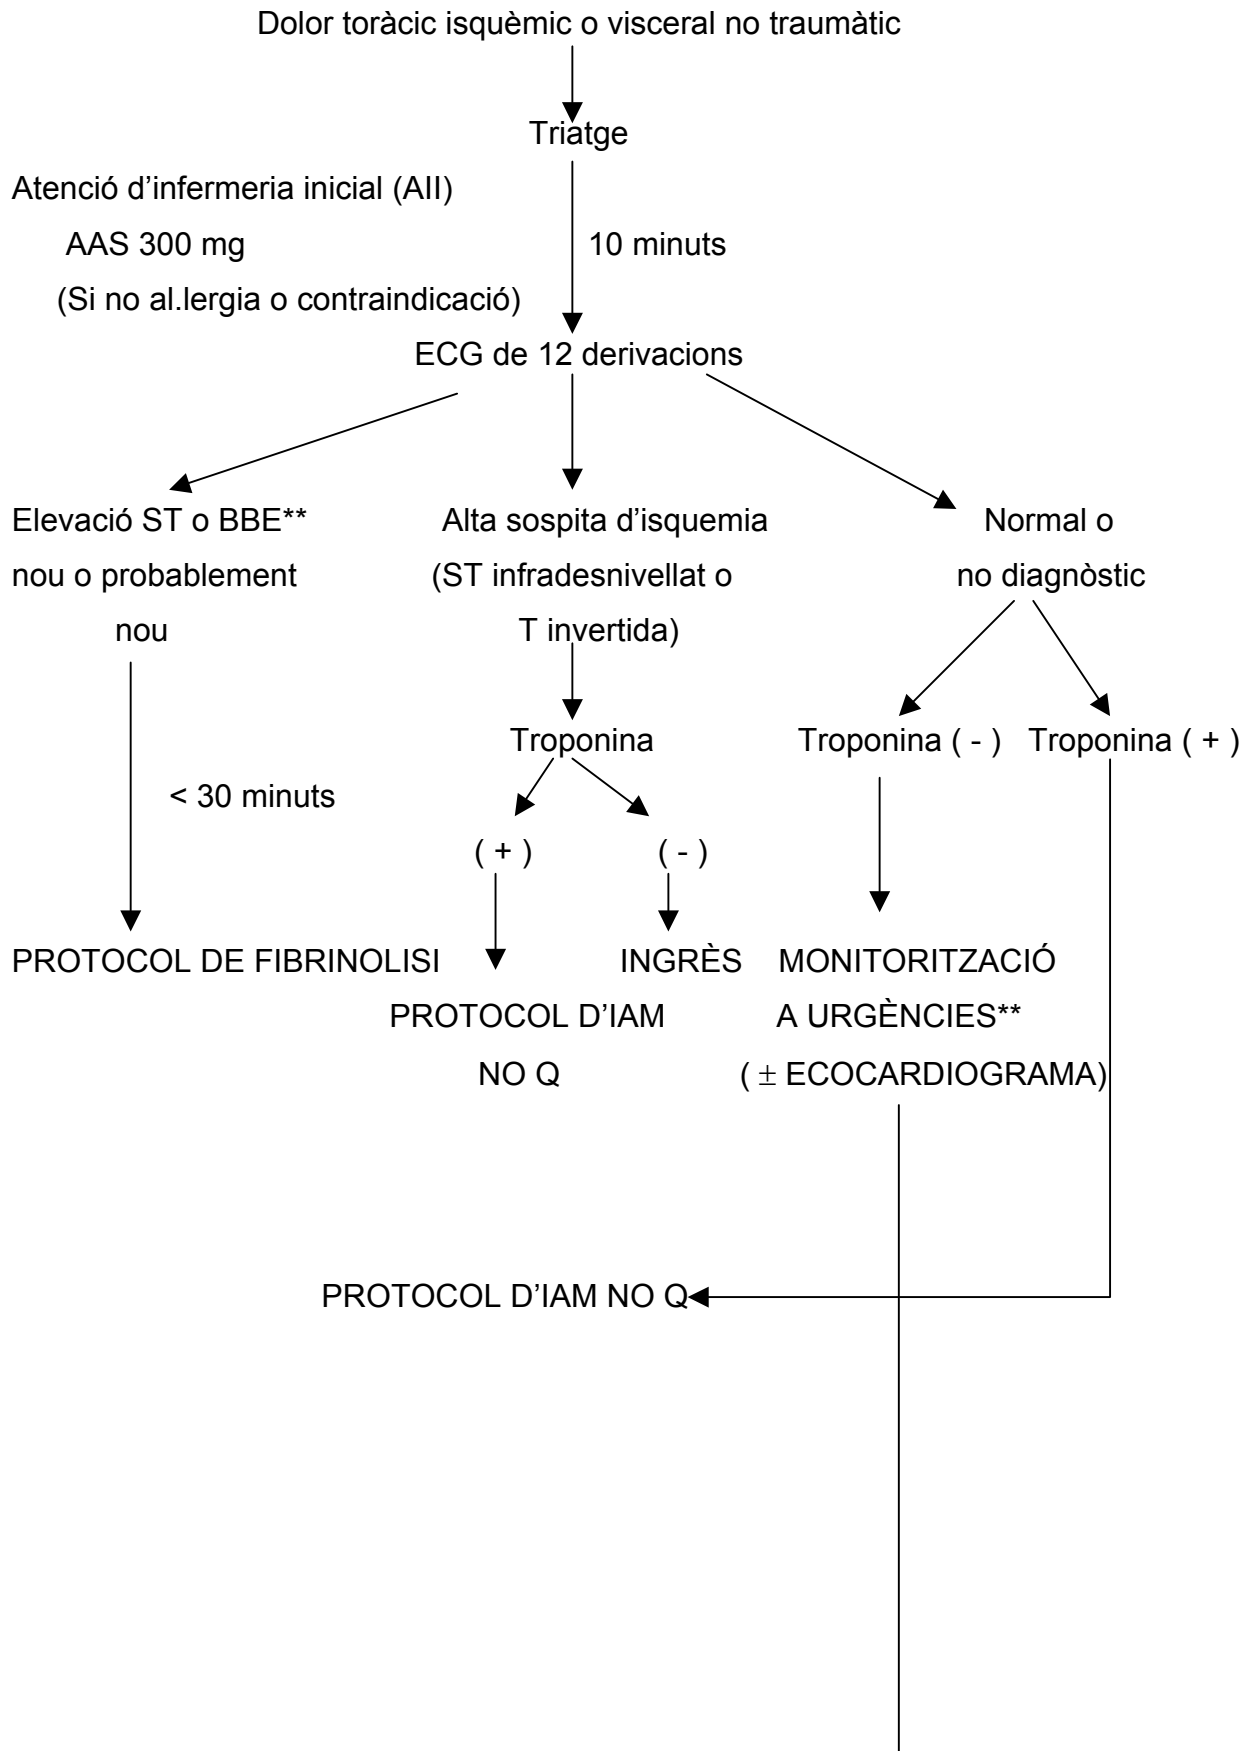 Dolor toràcic isquèmic o visceral no traumàtic
Triatge
Atenció d’infermeria inicial (AII)
AAS 300 mg
10 minuts
(Si no al.lergia o contraindicació)
ECG de 12 derivacions
Elevació ST o BBE**
nou o probablement
nou
Alta sospita d’isquemia
(ST infradesnivellat o
T invertida)
Normal o
no diagnòstic
Troponina
Troponina ( - )
Troponina ( + )
< 30 minuts
( + )
( - )
PROTOCOL DE FIBRINOLISI
PROTOCOL D’IAM
NO Q
INGRÈS
MONITORITZACIÓ
A URGÈNCIES**
( ± ECOCARDIOGRAMA)
PROTOCOL D’IAM NO Q